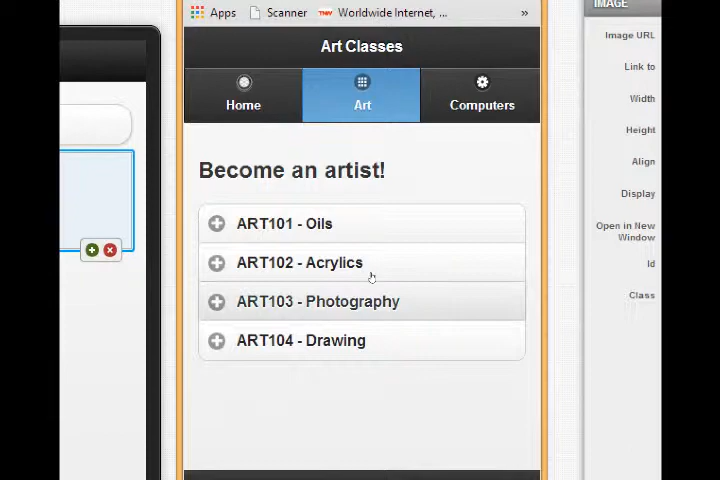 Apps Scanner TNW Worldwide Internet, ... »
Art Classes
Home Art Computers
Become an artist!
ART101 - Oils
ART102 - Acrylics
ART103 - Photography
ART104 - Drawing
IMAGE
Image URL
Link to
Width
Height
Align
Display
Open in New
Window
Id
Class